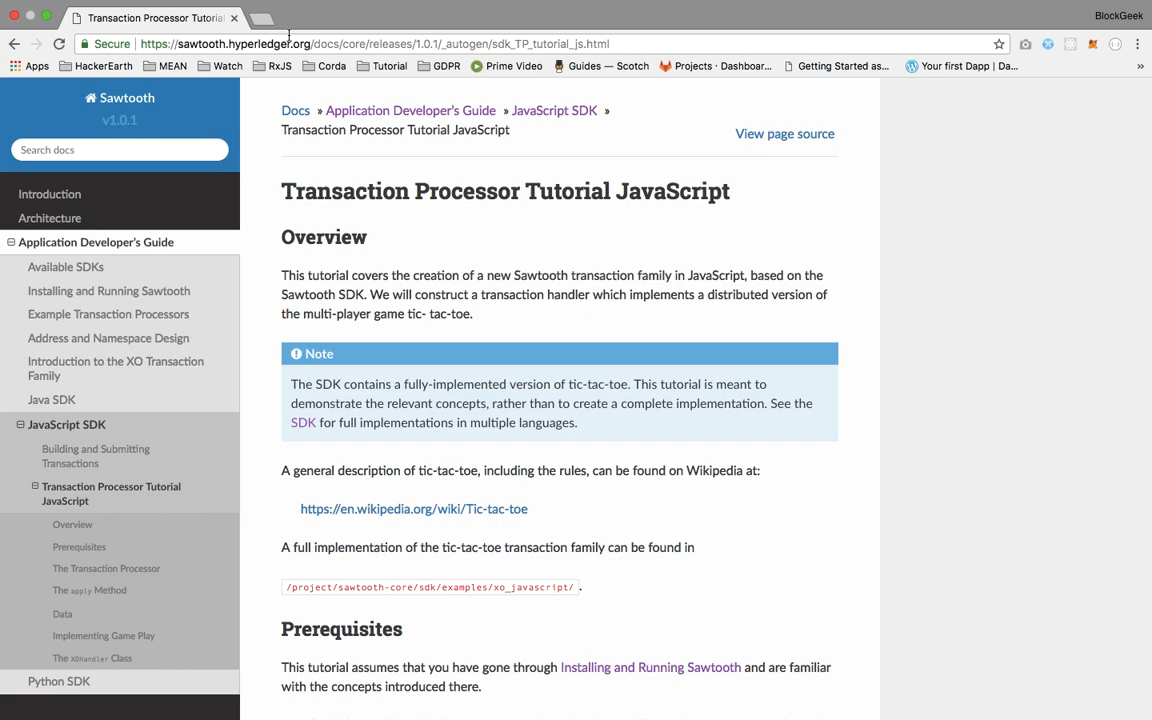 Transaction Processor Tutorial
BlockGeek
Secure https://sawtooth.hyperledger.org/docs/core/releases/1.0.1/_autogen/sdk_TP_tutorial_js.html
Apps HackerEarth MEAN Watch RxJS Corda Tutorial GDPR Prime Video Guides — Scotch Projects · Dashboar... Getting Started as... Your first Dapp | Da... »
Sawtooth
v1.0.1
Search docs
Introduction
Architecture
Application Developer's Guide
Available SDKs
Installing and Running Sawtooth
Example Transaction Processors
Address and Namespace Design
Introduction to the XO Transaction
Family
Java SDK
JavaScript SDK
Building and Submitting
Transactions
Transaction Processor Tutorial
JavaScript
Overview
Prerequisites
The Transaction Processor
The apply Method
Data
Implementing Game Play
The XOHandler Class
Python SDK
Docs » Application Developer's Guide » JavaScript SDK »
Transaction Processor Tutorial JavaScript
View page source
Transaction Processor Tutorial JavaScript
Overview
This tutorial covers the creation of a new Sawtooth transaction family in JavaScript, based on the
Sawtooth SDK. We will construct a transaction handler which implements a distributed version of
the multi-player game tic- tac-toe.
Note
The SDK contains a fully-implemented version of tic-tac-toe. This tutorial is meant to
demonstrate the relevant concepts, rather than to create a complete implementation. See the
SDK for full implementations in multiple languages.
A general description of tic-tac-toe, including the rules, can be found on Wikipedia at:
https://en.wikipedia.org/wiki/Tic-tac-toe
A full implementation of the tic-tac-toe transaction family can be found in
/project/sawtooth-core/sdk/examples/xo_javascript/ .
Prerequisites
This tutorial assumes that you have gone through Installing and Running Sawtooth and are familiar
with the concepts introduced there.